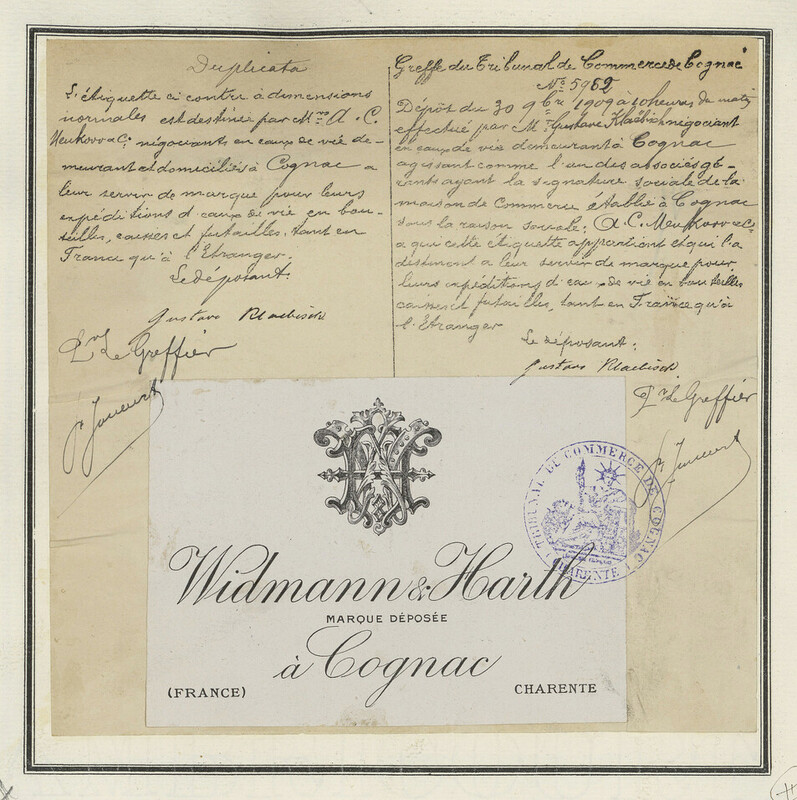 Duplicata
L'étiquette ci contre à dimensions
normales est destinée par M.rs A. C.
Meukow & C.º négociants en eaux de vie de-
meurant et domiciliés à Cognac a
leur servir de marque pour leurs
expéditions d'eaux de vie en bou-
teilles, caisses et futailles, tant en
France qu'à l'Etranger.
Le déposant:
Gustave Klaebisch
P.r Le Greffier
Greffe du Tribunal de Commerce de Cognac
Nº 5952
Dépôt du 30 9bre 1909 à 10 heures du matin
effectué par M. Gustave Klaebisch négociant
en eaux de vie demeurant à Cognac
agissant comme l'un des associés gé-
rants ayant la signature sociale de la
maison de Commerce établie à Cognac
sous la raison sociale: A. C. Meukow & Cº
a qui cette étiquette appartient et qui l'a
destinent a leur servir de marque pour
leurs expéditions d'eaux de vie en bouteilles
caisses et futailles, tant en France qu'à
l'Etranger
Le déposant:
Gustave Klaebisch.
P.r Le Greffier
TRIBUNAL DE COMMERCE DE COGNAC
(CHARENTE)
Widmann & Harth
MARQUE DÉPOSÉE
à Cognac
(FRANCE)
CHARENTE